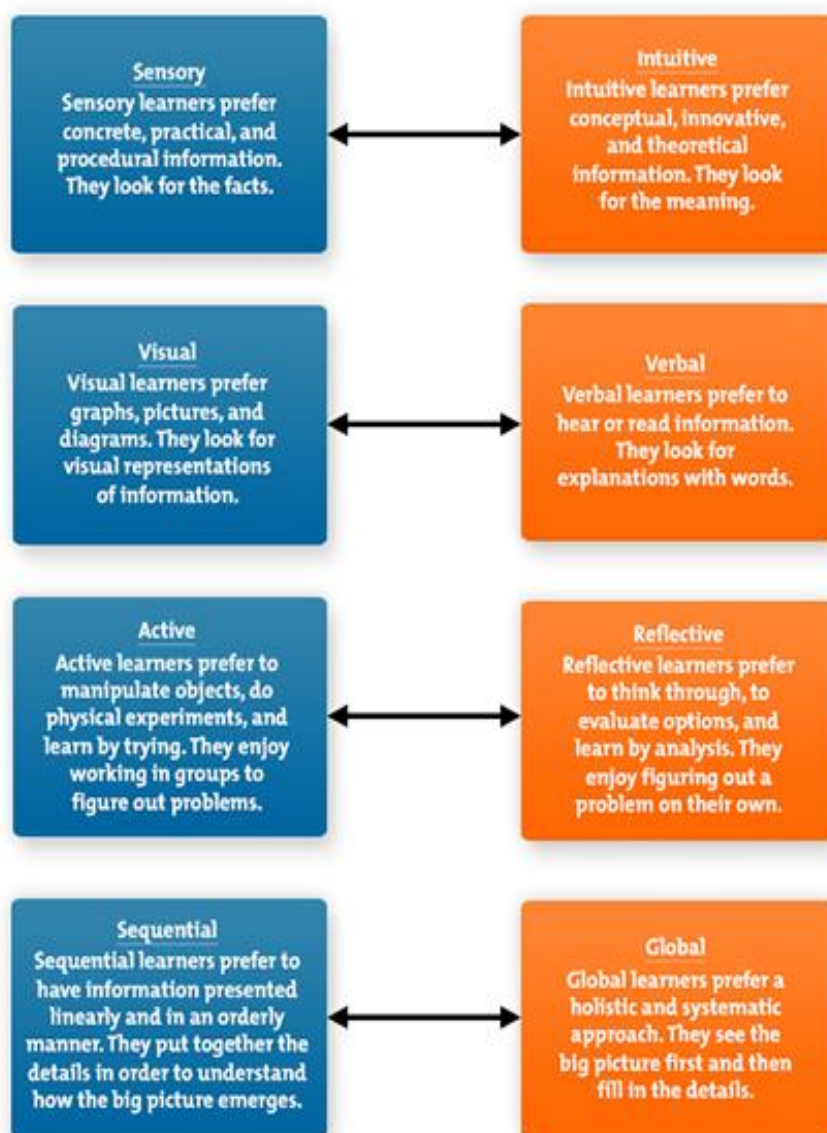 Sensory
Sensory learners prefer
concrete, practical, and
procedural information.
They look for the facts.
Intuitive
Intuitive learners prefer
conceptual, innovative,
and theoretical
information. They look
for the meaning.
Visual
Visual learners prefer
graphs, pictures, and
diagrams. They look for
visual representations
of information.
Verbal
Verbal learners prefer to
hear or read information.
They look for
explanations with words.
Active
Active learners prefer to
manipulate objects, do
physical experiments, and
learn by trying. They enjoy
working in groups to
figure out problems.
Reflective
Reflective learners prefer
to think through, to
evaluate options, and
learn by analysis. They
enjoy figuring out a
problem on their own.
Sequential
Sequential learners prefer to
have information presented
linearly and in an orderly
manner. They put together the
details in order to understand
how the big picture emerges.
Global
Global learners prefer a
holistic and systematic
approach. They see the
big picture first and then
fill in the details.